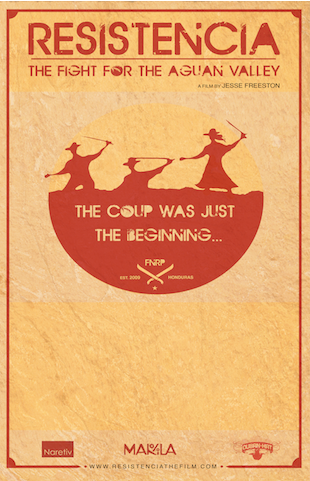 RESISTENCIA
THE FIGHT FOR THE AGUAN VALLEY
A FILM BY JESSE FREESTON
THE COUP WAS JUST
THE BEGINNING...
FNRP
EST. 2009 HONDURAS
Naretiv
MAKILA
• WWW.RESISTENCIATHEFILM.COM •